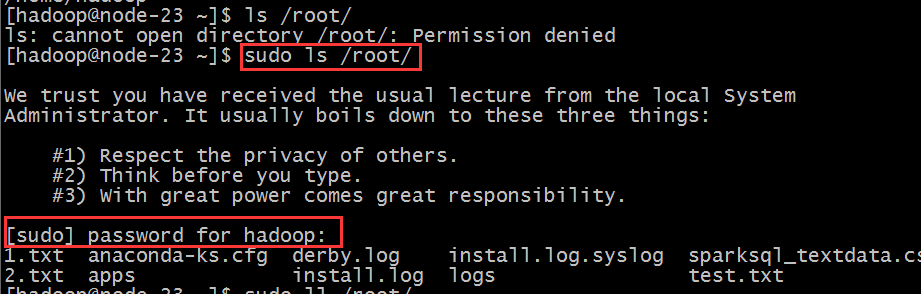 /home/hadoop
[hadoop@node-23 ~]$ ls /root/
ls: cannot open directory /root/: Permission denied
[hadoop@node-23 ~]$ sudo ls /root/
We trust you have received the usual lecture from the local System
Administrator. It usually boils down to these three things:
#1) Respect the privacy of others.
#2) Think before you type.
#3) With great power comes great responsibility.
[sudo] password for hadoop:
1.txt anaconda-ks.cfg derby.log install.log.syslog sparksql_textdata.cs
2.txt apps install.log logs test.txt
[hadoop@node-23 ~]$ sudo ll /root/